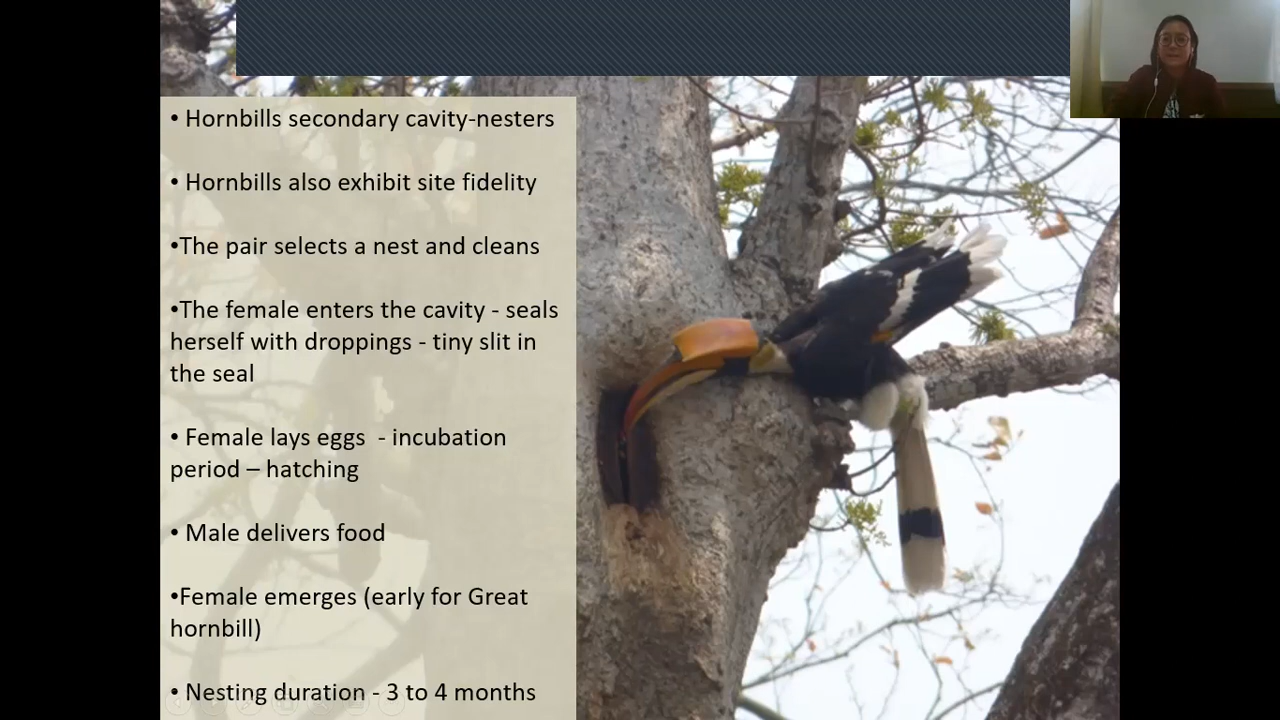 • Hornbills secondary cavity-nesters
• Hornbills also exhibit site fidelity
•The pair selects a nest and cleans
•The female enters the cavity - seals
herself with droppings - tiny slit in
the seal
• Female lays eggs - incubation
period – hatching
• Male delivers food
•Female emerges (early for Great
hornbill)
• Nesting duration - 3 to 4 months